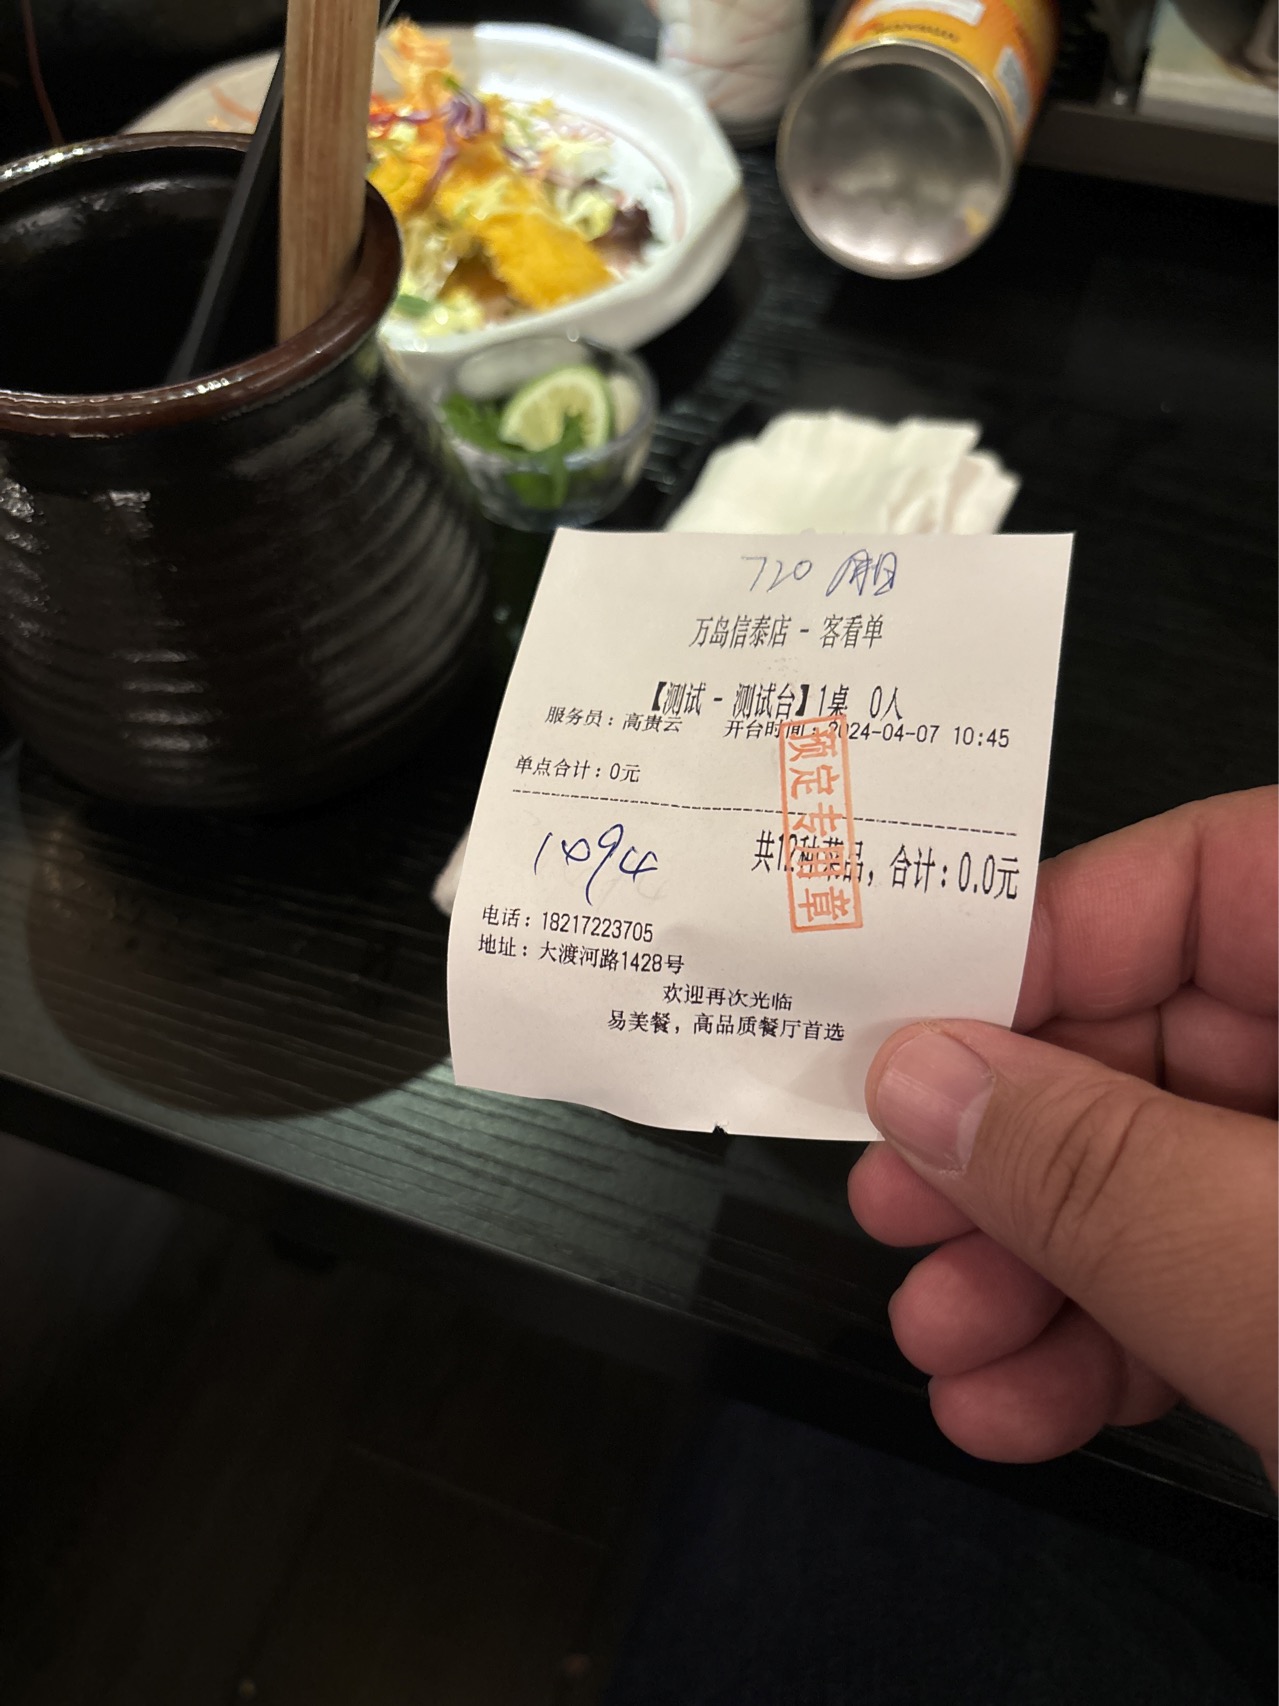 720
万岛信泰店 - 客看单
【测试 - 测试台】1桌 0人
服务员：高贵云 开台时间：2024-04-07 10:45
单点合计：0元
共12种菜品，合计：0.0元
预定专用章
1094
电话：18217223705
地址：大渡河路1428号
欢迎再次光临
易美餐，高品质餐厅首选